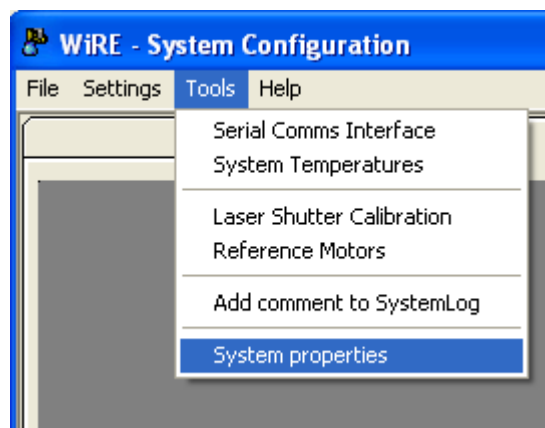 WiRE - System Configuration
File Settings Tools Help
Serial Comms Interface
System Temperatures
Laser Shutter Calibration
Reference Motors
Add comment to SystemLog
System properties